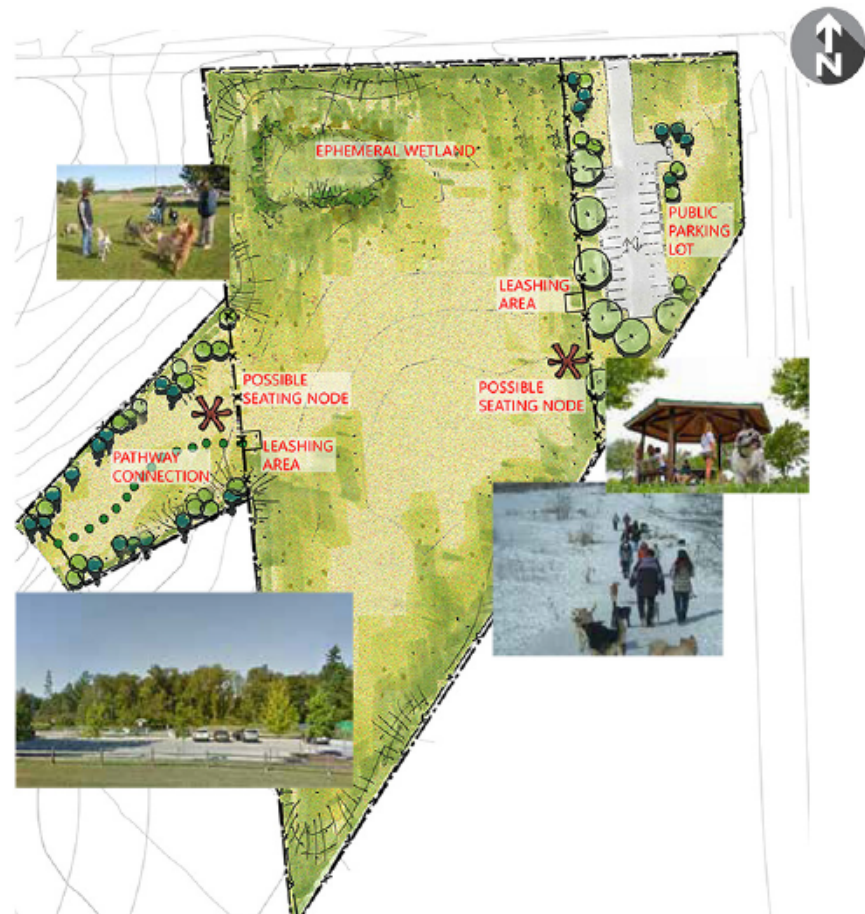 N
EPHEMERAL WETLAND
PUBLIC
PARKING
LOT
LEASHING
AREA
POSSIBLE
SEATING NODE
POSSIBLE
SEATING NODE
PATHWAY
CONNECTION
LEASHING
AREA